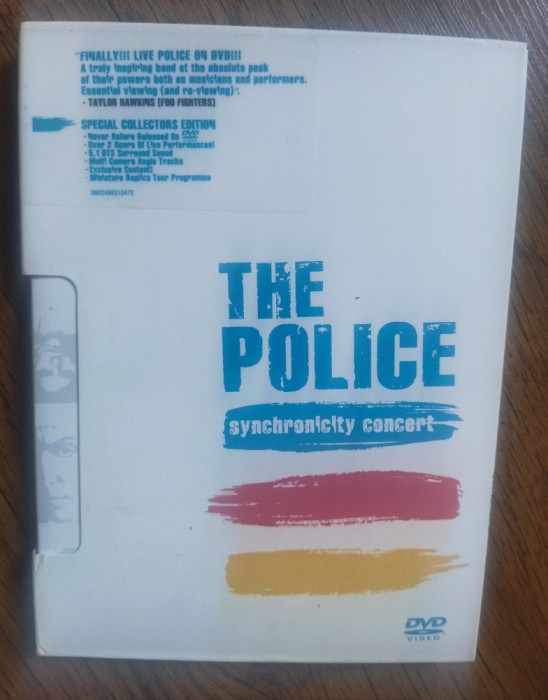 "FINALLY!!! LIVE POLICE ON DVD!!!
A truly inspiring band at the absolute peak
of their powers both as musicians and performers.
Essential viewing (and re-viewing)".
- TAYLOR HAWKINS (FOO FIGHTERS)
SPECIAL COLLECTORS EDITION
- Never Before Released On DVD
- Over 2 Hours Of Live Performances!
- 5.1 DTS Surround Sound
- Multi Camera Angle Tracks
- Exclusive Content!
- Miniature Replica Tour Programme
THE
POLICE
synchronicity concert
DVD
VIDEO